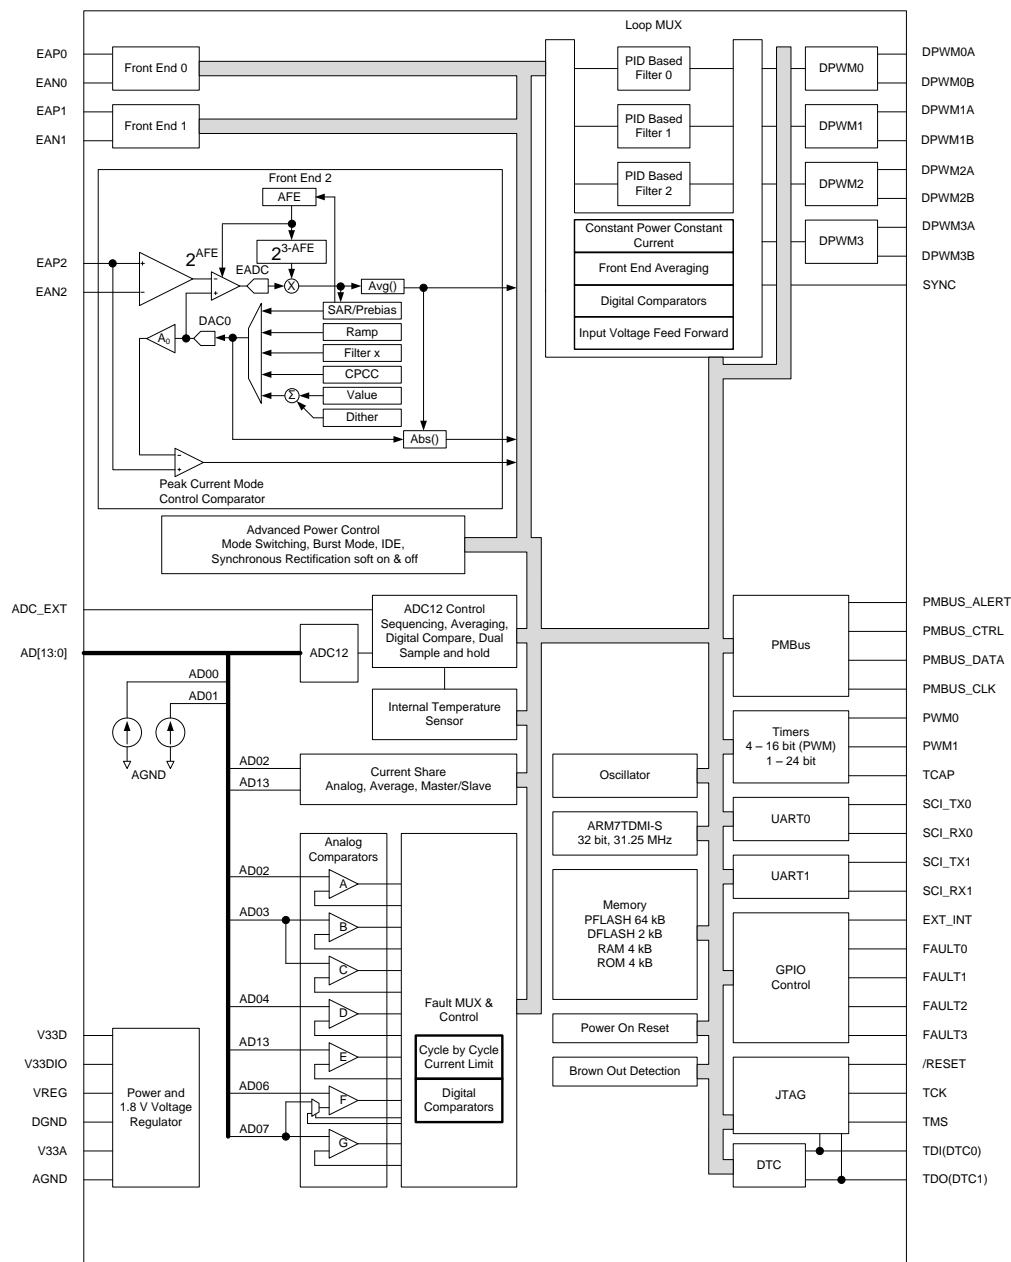 Loop MUX
EAP0
EAN0
EAP1
EAN1
Front End 0
Front End 1
PID Based
Filter 0
PID Based
Filter 1
PID Based
Filter 2
Constant Power Constant
Current
Front End Averaging
Digital Comparators
Input Voltage Feed Forward
DPWM0
DPWM1
DPWM2
DPWM3
DPWM0A
DPWM0B
DPWM1A
DPWM1B
DPWM2A
DPWM2B
DPWM3A
DPWM3B
SYNC
Front End 2
AFE
2^AFE
2^3-AFE
EAP2
EAN2
+
−
−
+
EADC
X
Avg()
DAC0
A₀
SAR/Prebias
Ramp
Filter x
CPCC
Value
Dither
Σ
Abs()
−
+
Peak Current Mode
Control Comparator
Advanced Power Control
Mode Switching, Burst Mode, IDE,
Synchronous Rectification soft on & off
ADC_EXT
AD[13:0]
ADC12
ADC12 Control
Sequencing, Averaging,
Digital Compare, Dual
Sample and hold
AD00
AD01
AGND
Internal Temperature
Sensor
AD02
AD13
Current Share
Analog, Average, Master/Slave
Analog
Comparators
AD02
AD03
AD04
AD13
AD06
AD07
A
B
C
D
E
F
G
Fault MUX &
Control
Cycle by Cycle
Current Limit
Digital
Comparators
Oscillator
ARM7TDMI-S
32 bit, 31.25 MHz
Memory
PFLASH 64 kB
DFLASH 2 kB
RAM 4 kB
ROM 4 kB
Power On Reset
Brown Out Detection
PMBus
Timers
4 – 16 bit (PWM)
1 – 24 bit
UART0
UART1
GPIO
Control
JTAG
DTC
PMBUS_ALERT
PMBUS_CTRL
PMBUS_DATA
PMBUS_CLK
PWM0
PWM1
TCAP
SCI_TX0
SCI_RX0
SCI_TX1
SCI_RX1
EXT_INT
FAULT0
FAULT1
FAULT2
FAULT3
/RESET
TCK
TMS
TDI(DTC0)
TDO(DTC1)
V33D
V33DIO
VREG
DGND
V33A
AGND
Power and
1.8 V Voltage
Regulator